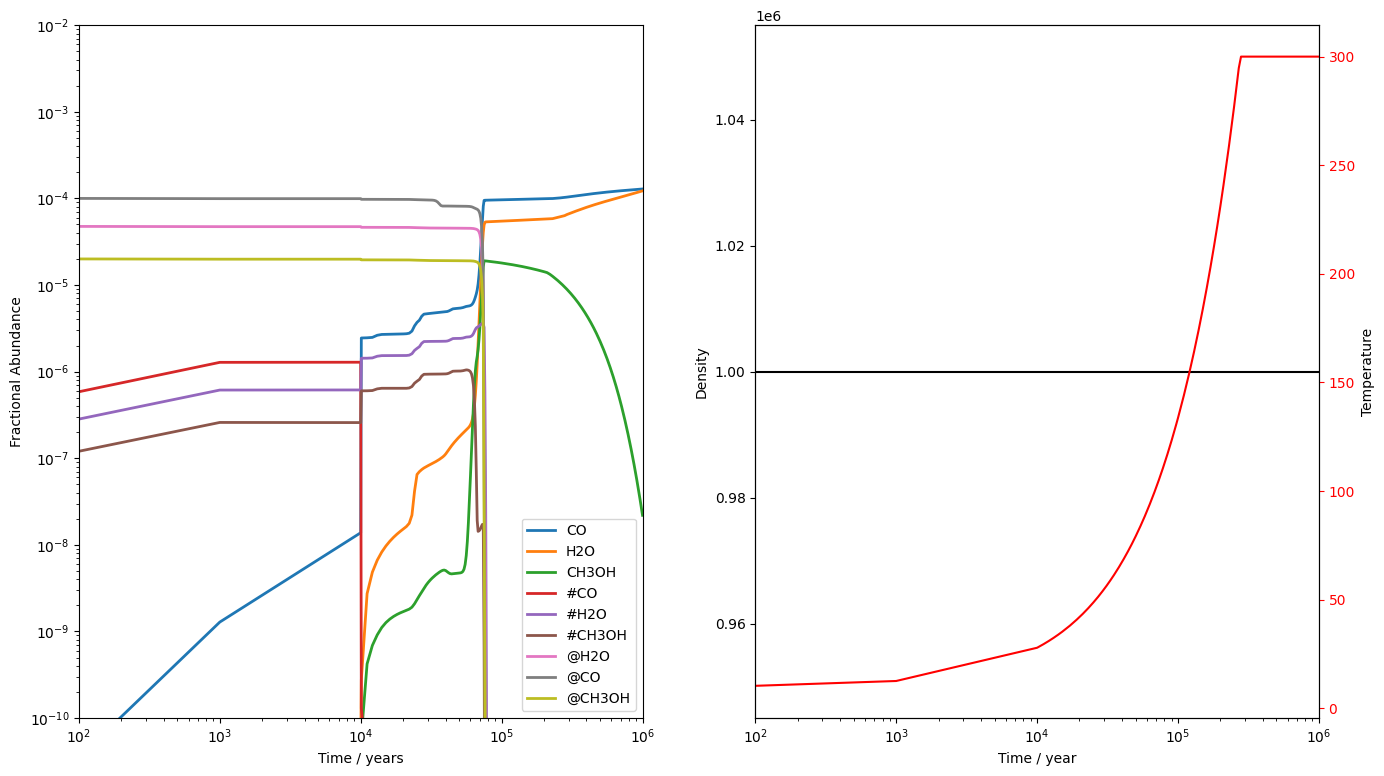 10⁻²
10⁻³
10⁻⁴
10⁻⁵
10⁻⁶
10⁻⁷
10⁻⁸
10⁻⁹
10⁻¹⁰
Fractional Abundance
10² 10³ 10⁴ 10⁵ 10⁶
Time / years
CO
H2O
CH3OH
#CO
#H2O
#CH3OH
@H2O
@CO
@CH3OH
1e6
1.04
1.02
1.00
0.98
0.96
Density
10² 10³ 10⁴ 10⁵ 10⁶
Time / year
300
250
200
150
100
50
0
Temperature